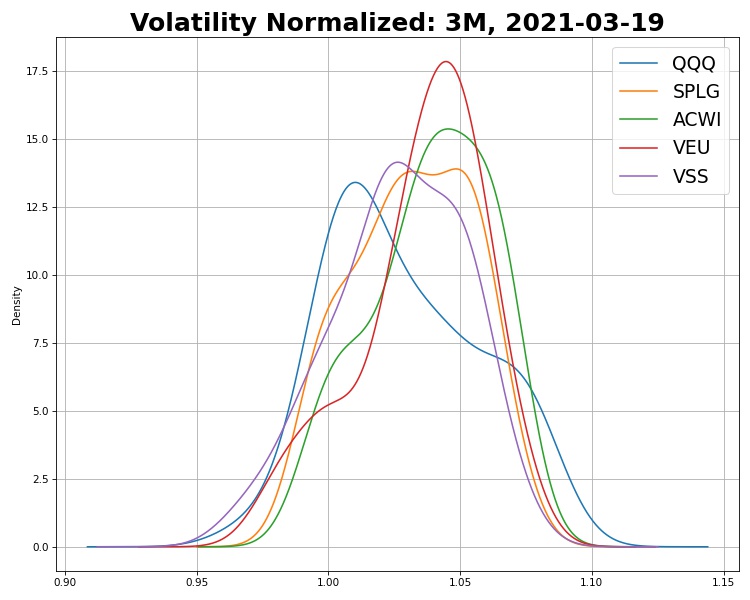 Volatility Normalized: 3M, 2021-03-19
QQQ
SPLG
ACWI
VEU
VSS
Density
17.5
15.0
12.5
10.0
7.5
5.0
2.5
0.0
0.90 0.95 1.00 1.05 1.10 1.15